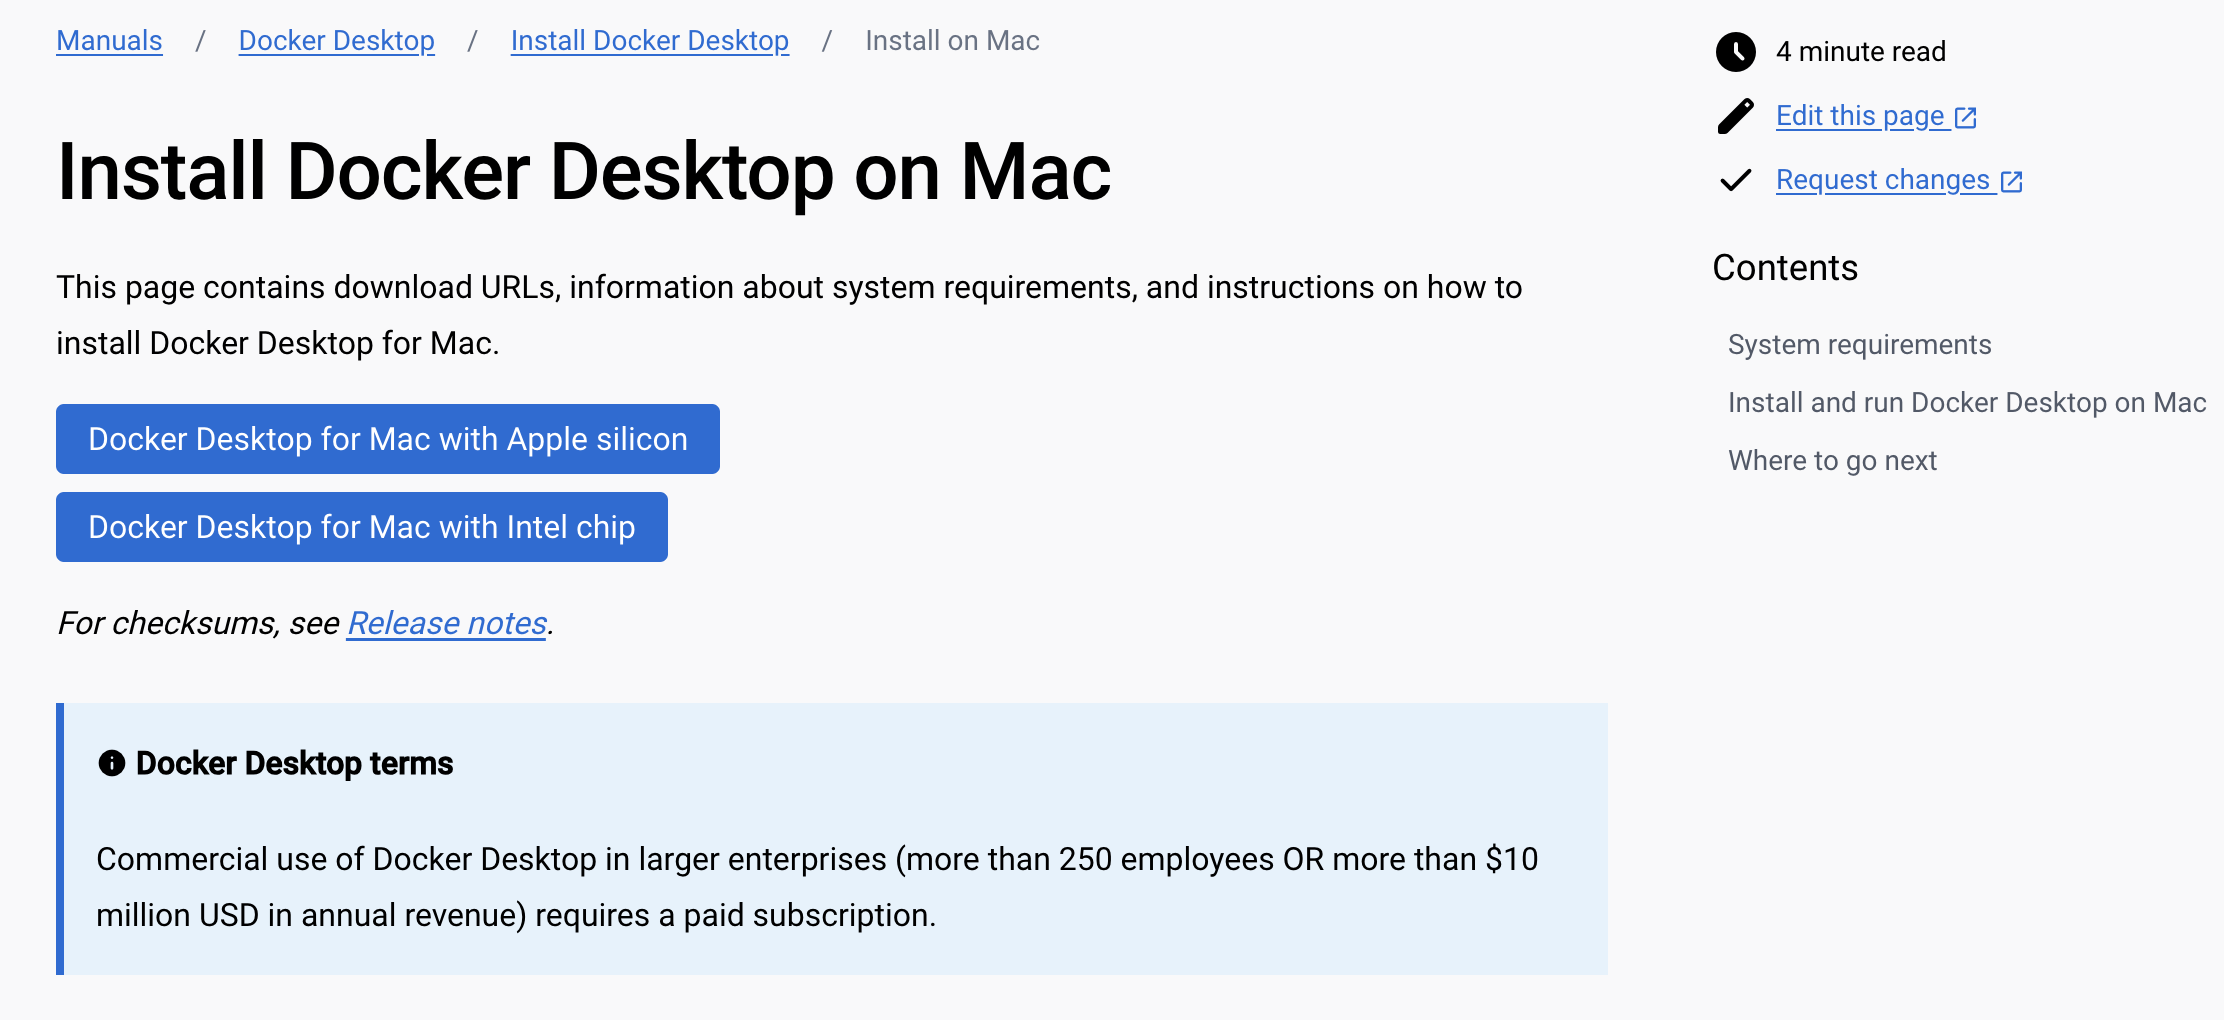 Manuals / Docker Desktop / Install Docker Desktop / Install on Mac
Install Docker Desktop on Mac
This page contains download URLs, information about system requirements, and instructions on how to
install Docker Desktop for Mac.
Docker Desktop for Mac with Apple silicon
Docker Desktop for Mac with Intel chip
For checksums, see Release notes.
Docker Desktop terms
Commercial use of Docker Desktop in larger enterprises (more than 250 employees OR more than $10
million USD in annual revenue) requires a paid subscription.
4 minute read
Edit this page
Request changes
Contents
System requirements
Install and run Docker Desktop on Mac
Where to go next